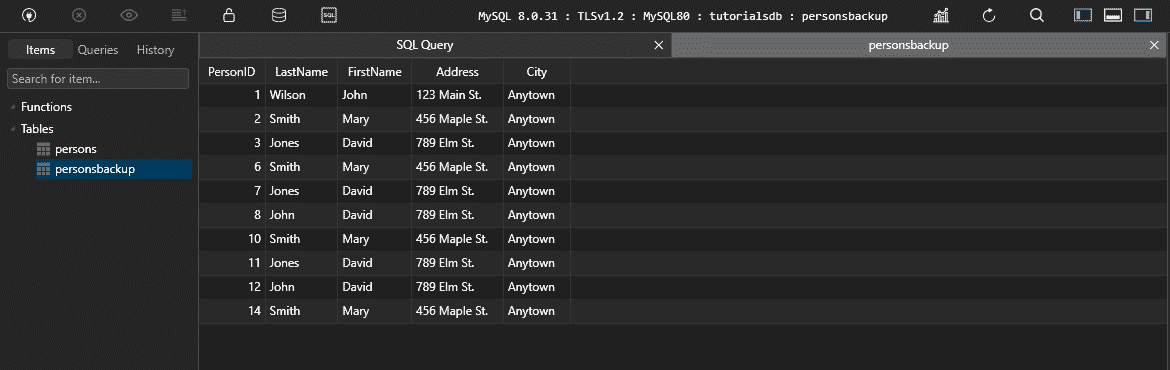 SQL MySQL 8.0.31 : TLSv1.2 : MySQL80 : tutorialsdb : personsbackup
Items Queries History
SQL Query personsbackup
Search for item...
Functions
Tables
persons
personsbackup
PersonID LastName FirstName Address City
1 Wilson John 123 Main St. Anytown
2 Smith Mary 456 Maple St. Anytown
3 Jones David 789 Elm St. Anytown
6 Smith Mary 456 Maple St. Anytown
7 Jones David 789 Elm St. Anytown
8 John David 789 Elm St. Anytown
10 Smith Mary 456 Maple St. Anytown
11 Jones David 789 Elm St. Anytown
12 John David 789 Elm St. Anytown
14 Smith Mary 456 Maple St. Anytown